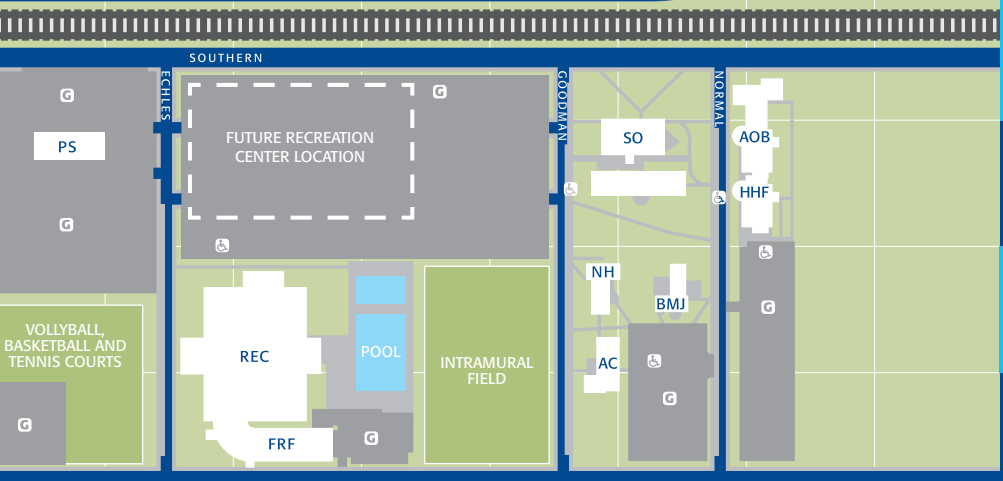 SOUTHERN
ECHLES
GOODMAN
NORMAL
G
G
PS
FUTURE RECREATION
CENTER LOCATION
SO
AOB
HHF
G
NH
BMJ
G
VOLLYBALL,
BASKETBALL AND
TENNIS COURTS
REC
POOL
INTRAMURAL
FIELD
AC
G
G
FRF
G